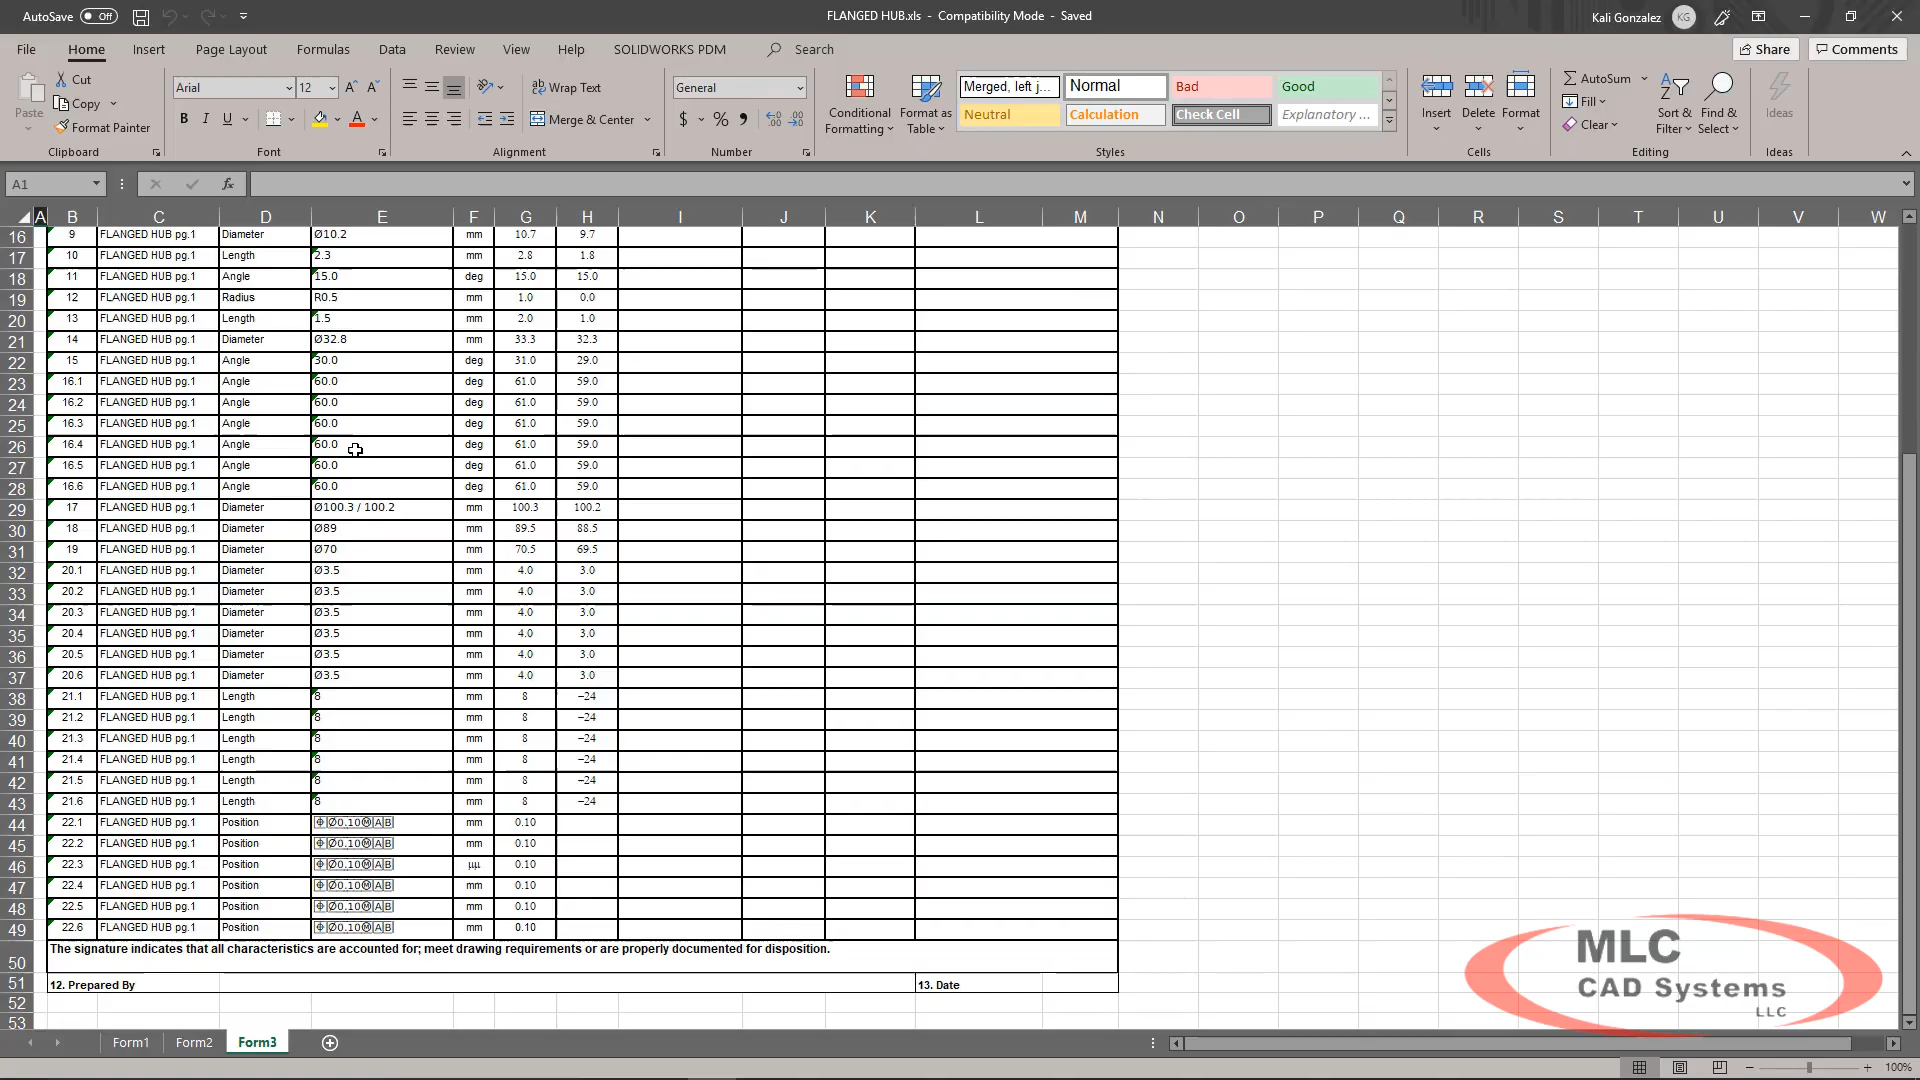 AutoSave Off FLANGED HUB.xls - Compatibility Mode - Saved Kali Gonzalez KG
File Home Insert Page Layout Formulas Data Review View Help SOLIDWORKS PDM Search Share Comments
Paste Cut Copy Format Painter
Arial 12 B I U A
Wrap Text Merge & Center
General $ % 9
Conditional Formatting Format as Table
Merged, left j... Normal Bad Good
Neutral Calculation Check Cell Explanatory ...
Insert Delete Format
AutoSum Fill Clear Sort & Filter Find & Select Ideas
Clipboard Font Alignment Number Styles Cells Editing Ideas
A1 fx
A B C D E F G H I J K L M N O P Q R S T U V W
16 9 FLANGED HUB pg.1 Diameter Ø10.2 mm 10.7 9.7
17 10 FLANGED HUB pg.1 Length 2.3 mm 2.8 1.8
18 11 FLANGED HUB pg.1 Angle 15.0 deg 15.0 15.0
19 12 FLANGED HUB pg.1 Radius R0.5 mm 1.0 0.0
20 13 FLANGED HUB pg.1 Length 1.5 mm 2.0 1.0
21 14 FLANGED HUB pg.1 Diameter Ø32.8 mm 33.3 32.3
22 15 FLANGED HUB pg.1 Angle 30.0 deg 31.0 29.0
23 16.1 FLANGED HUB pg.1 Angle 60.0 deg 61.0 59.0
24 16.2 FLANGED HUB pg.1 Angle 60.0 deg 61.0 59.0
25 16.3 FLANGED HUB pg.1 Angle 60.0 deg 61.0 59.0
26 16.4 FLANGED HUB pg.1 Angle 60.0 deg 61.0 59.0
27 16.5 FLANGED HUB pg.1 Angle 60.0 deg 61.0 59.0
28 16.6 FLANGED HUB pg.1 Angle 60.0 deg 61.0 59.0
29 17 FLANGED HUB pg.1 Diameter Ø100.3 / 100.2 mm 100.3 100.2
30 18 FLANGED HUB pg.1 Diameter Ø89 mm 89.5 88.5
31 19 FLANGED HUB pg.1 Diameter Ø70 mm 70.5 69.5
32 20.1 FLANGED HUB pg.1 Diameter Ø3.5 mm 4.0 3.0
33 20.2 FLANGED HUB pg.1 Diameter Ø3.5 mm 4.0 3.0
34 20.3 FLANGED HUB pg.1 Diameter Ø3.5 mm 4.0 3.0
35 20.4 FLANGED HUB pg.1 Diameter Ø3.5 mm 4.0 3.0
36 20.5 FLANGED HUB pg.1 Diameter Ø3.5 mm 4.0 3.0
37 20.6 FLANGED HUB pg.1 Diameter Ø3.5 mm 4.0 3.0
38 21.1 FLANGED HUB pg.1 Length 8 mm 8 −24
39 21.2 FLANGED HUB pg.1 Length 8 mm 8 −24
40 21.3 FLANGED HUB pg.1 Length 8 mm 8 −24
41 21.4 FLANGED HUB pg.1 Length 8 mm 8 −24
42 21.5 FLANGED HUB pg.1 Length 8 mm 8 −24
43 21.6 FLANGED HUB pg.1 Length 8 mm 8 −24
44 22.1 FLANGED HUB pg.1 Position ⌖ Ø0.10Ⓜ A B mm 0.10
45 22.2 FLANGED HUB pg.1 Position ⌖ Ø0.10Ⓜ A B mm 0.10
46 22.3 FLANGED HUB pg.1 Position ⌖ Ø0.10Ⓜ A B μμ 0.10
47 22.4 FLANGED HUB pg.1 Position ⌖ Ø0.10Ⓜ A B mm 0.10
48 22.5 FLANGED HUB pg.1 Position ⌖ Ø0.10Ⓜ A B mm 0.10
49 22.6 FLANGED HUB pg.1 Position ⌖ Ø0.10Ⓜ A B mm 0.10
50 The signature indicates that all characteristics are accounted for; meet drawing requirements or are properly documented for disposition.
51 12. Prepared By 13. Date
52
53
MLC
CAD Systems
LLC
Form1 Form2 Form3
100%